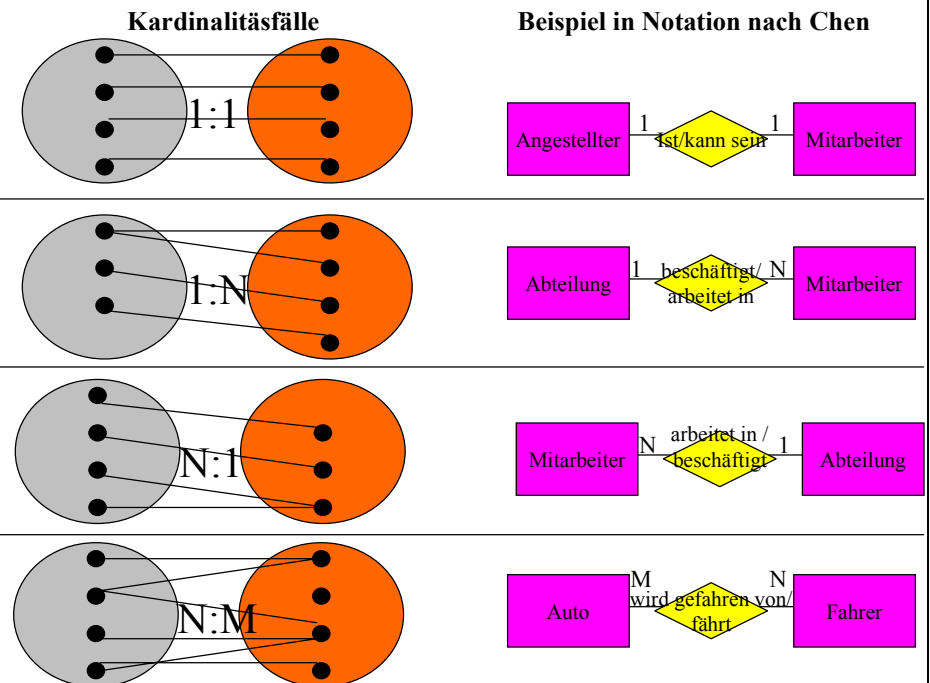 Kardinalitäsfälle
Beispiel in Notation nach Chen
1:1
Angestellter
1
Ist/kann sein
1
Mitarbeiter
1:N
Abteilung
1
beschäftigt/
arbeitet in
N
Mitarbeiter
N:1
Mitarbeiter
N
arbeitet in /
beschäftigt
1
Abteilung
N:M
Auto
M
wird gefahren von/
fährt
N
Fahrer